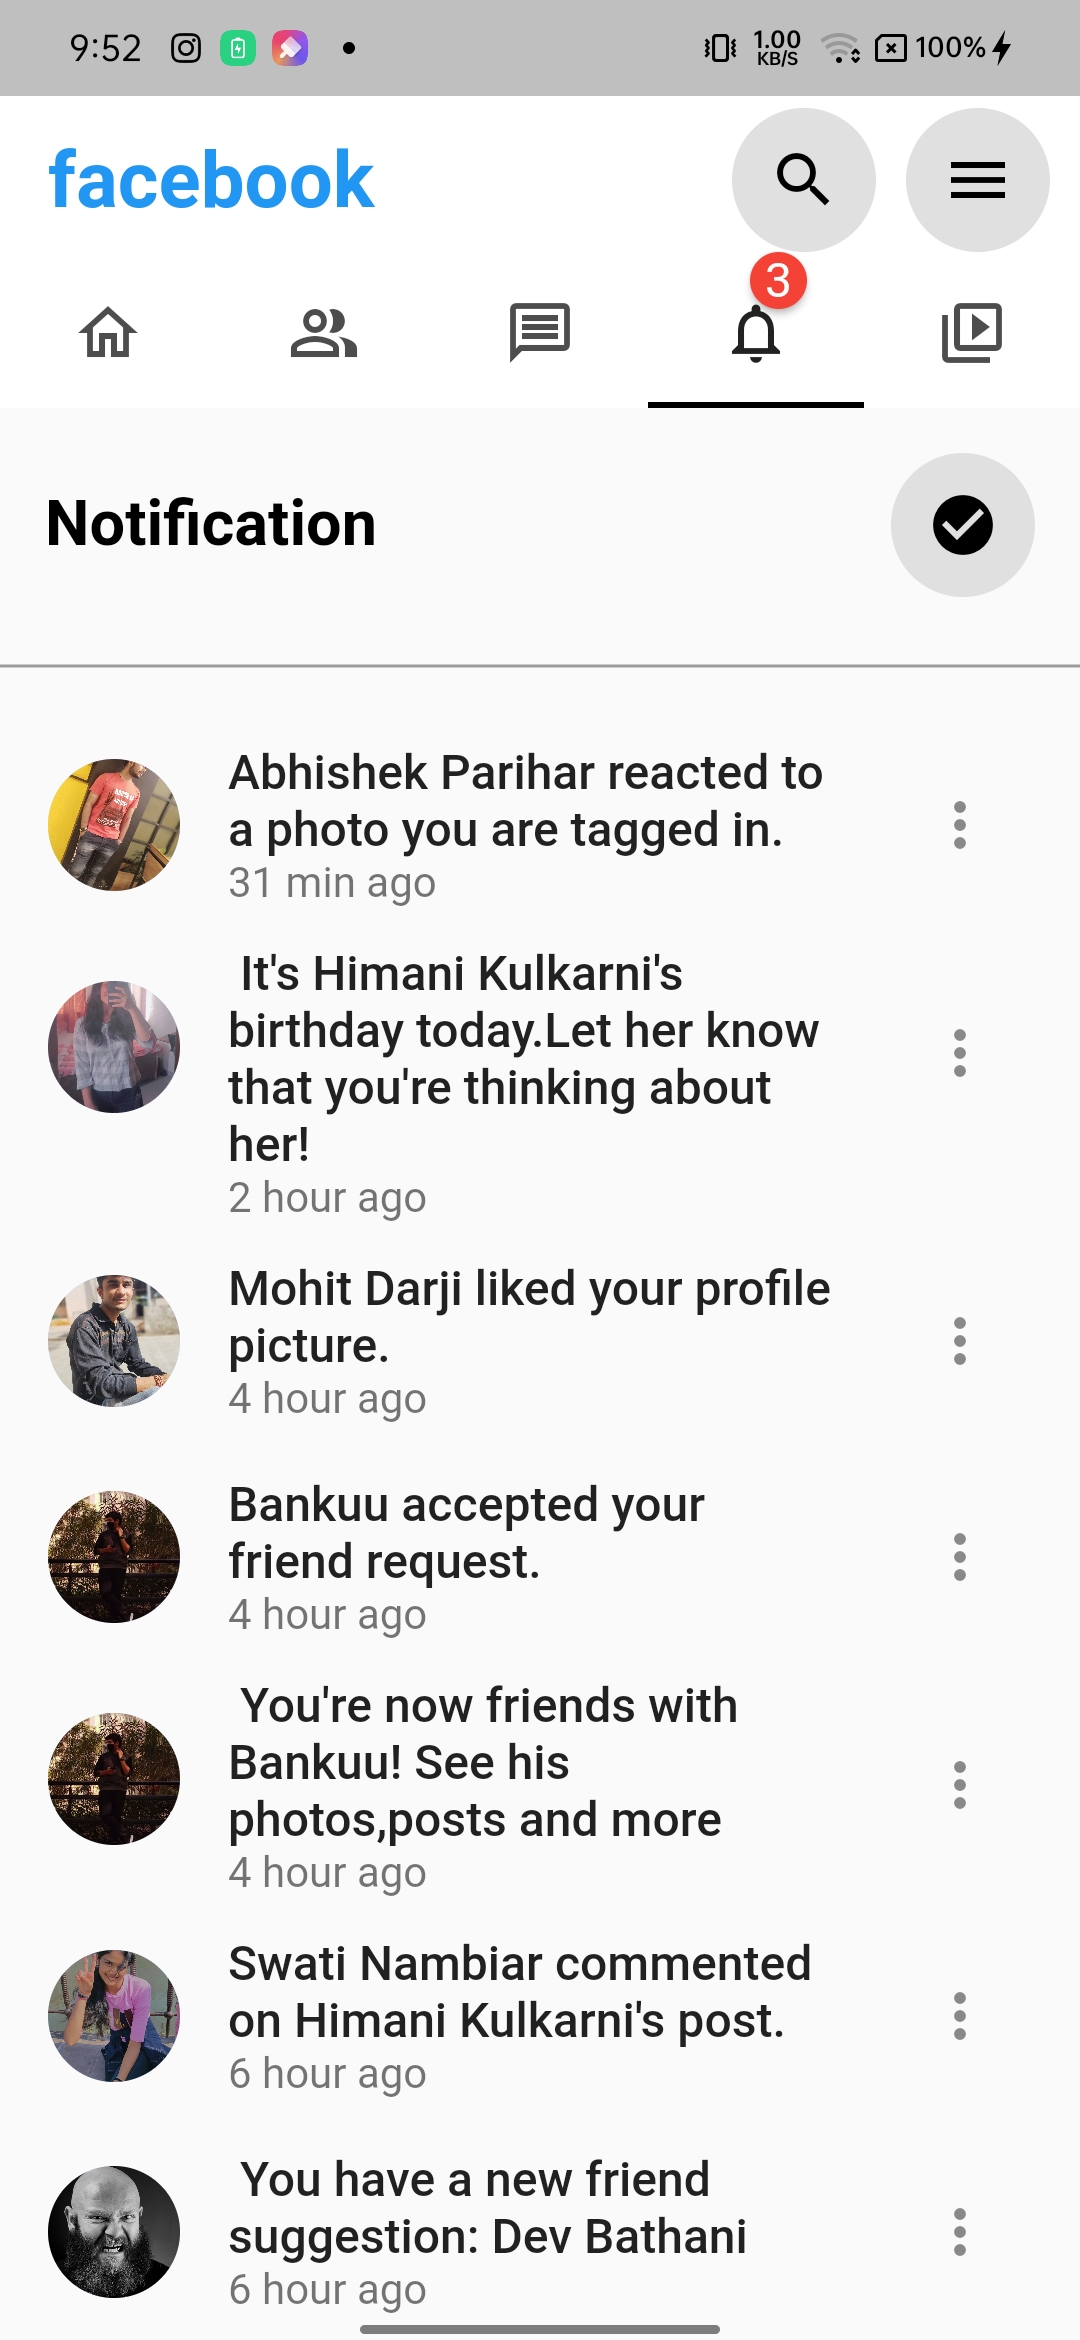 9:52 1.00 KB/S 100%
facebook
3
Notification
Abhishek Parihar reacted to
a photo you are tagged in.
31 min ago
It's Himani Kulkarni's
birthday today.Let her know
that you're thinking about
her!
2 hour ago
Mohit Darji liked your profile
picture.
4 hour ago
Bankuu accepted your
friend request.
4 hour ago
You're now friends with
Bankuu! See his
photos,posts and more
4 hour ago
Swati Nambiar commented
on Himani Kulkarni's post.
6 hour ago
You have a new friend
suggestion: Dev Bathani
6 hour ago